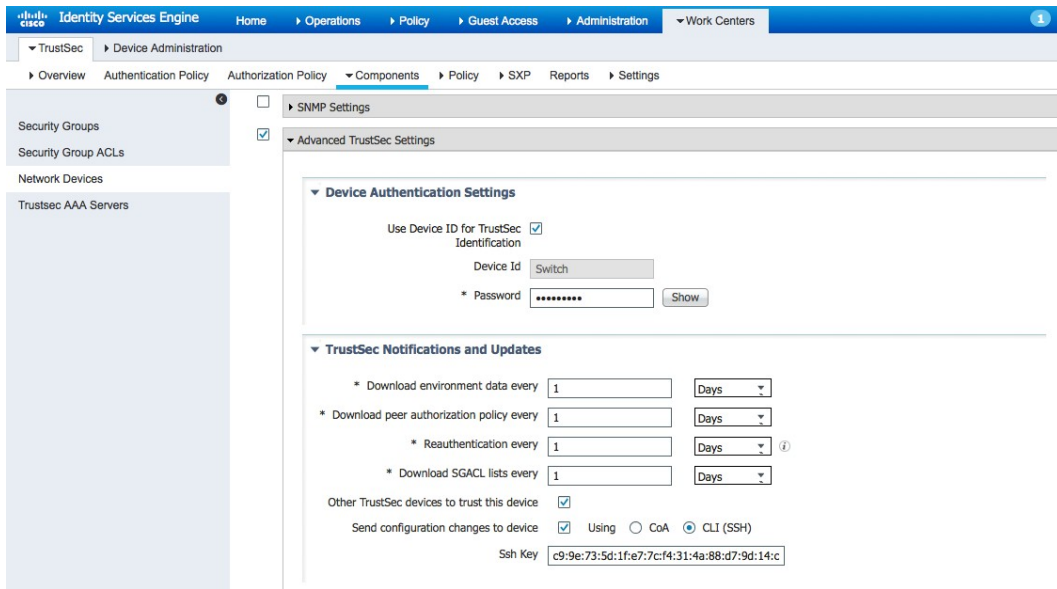 cisco Identity Services Engine Home Operations Policy Guest Access Administration Work Centers 1
TrustSec Device Administration
Overview Authentication Policy Authorization Policy Components Policy SXP Reports Settings
Security Groups
Security Group ACLs
Network Devices
Trustsec AAA Servers
SNMP Settings
Advanced TrustSec Settings
Device Authentication Settings
Use Device ID for TrustSec
Identification
Device Id Switch
* Password ••••••••• Show
TrustSec Notifications and Updates
* Download environment data every 1 Days
* Download peer authorization policy every 1 Days
* Reauthentication every 1 Days i
* Download SGACL lists every 1 Days
Other TrustSec devices to trust this device
Send configuration changes to device Using CoA CLI (SSH)
Ssh Key c9:9e:73:5d:1f:e7:7c:f4:31:4a:88:d7:9d:14:c